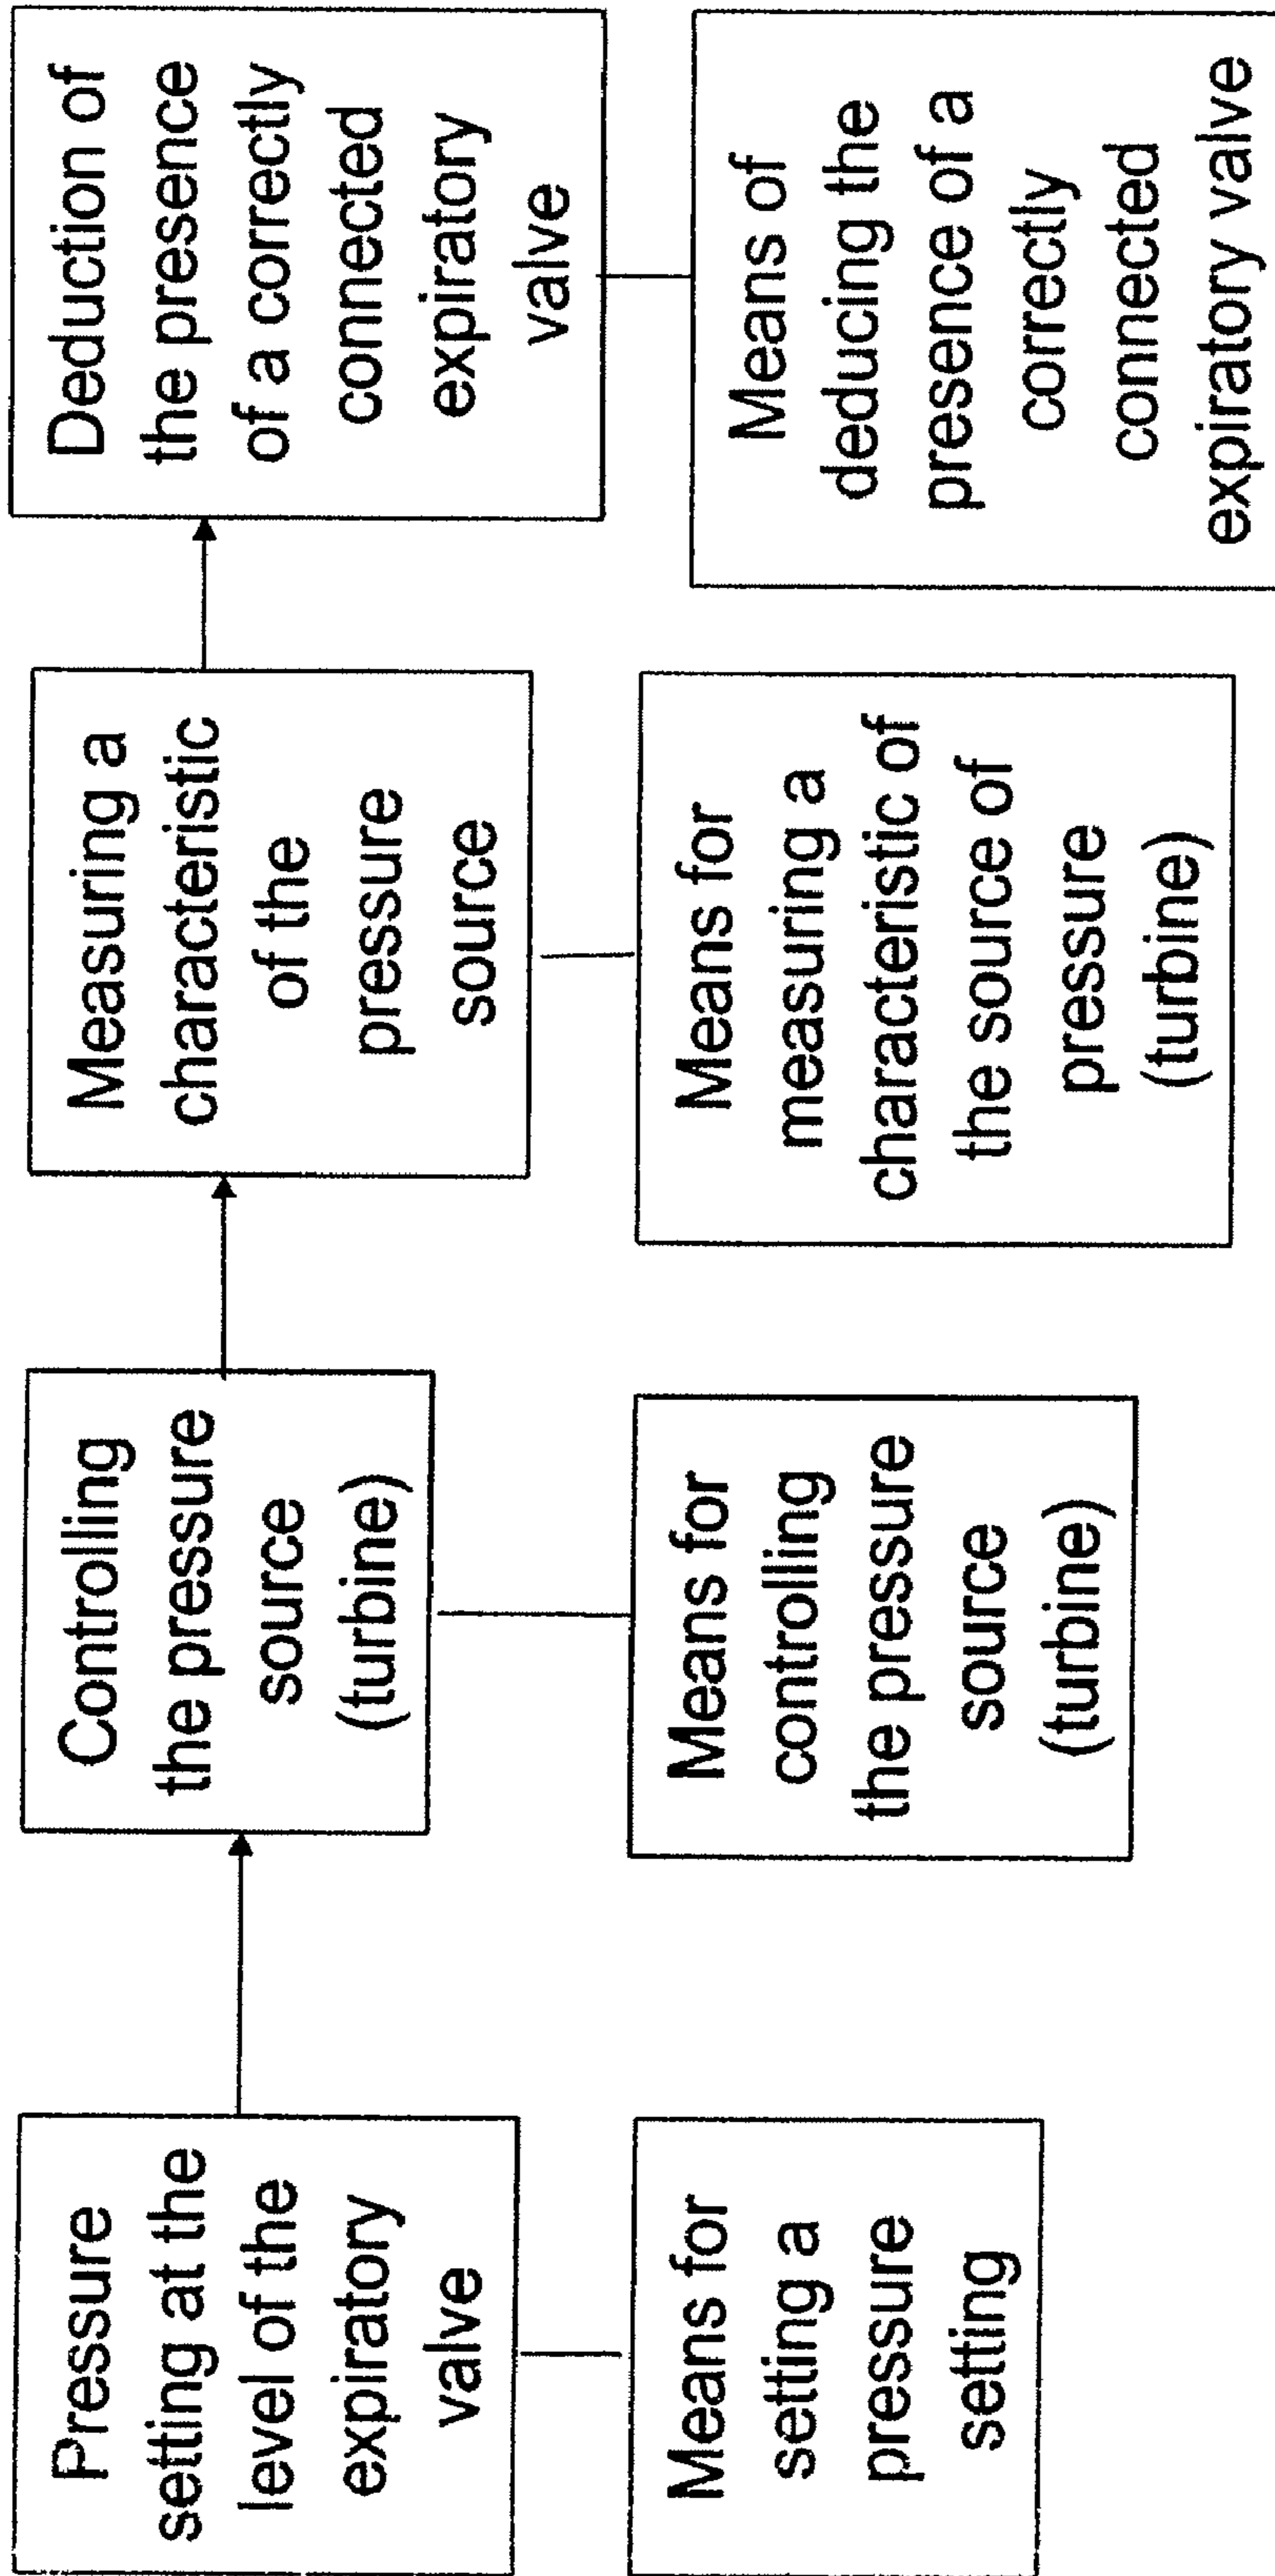 Pressure
setting at the
level of the
expiratory
valve
Means for
setting a
pressure
setting
Controlling
the pressure
source
(turbine)
Means for
controlling
the pressure
source
(turbine)
Measuring a
characteristic
of the
pressure
source
Means for
measuring a
characteristic of
the source of
pressure
(turbine)
Deduction of
the presence
of a correctly
connected
expiratory
valve
Means of
deducing the
presence of a
correctly
connected
expiratory valve